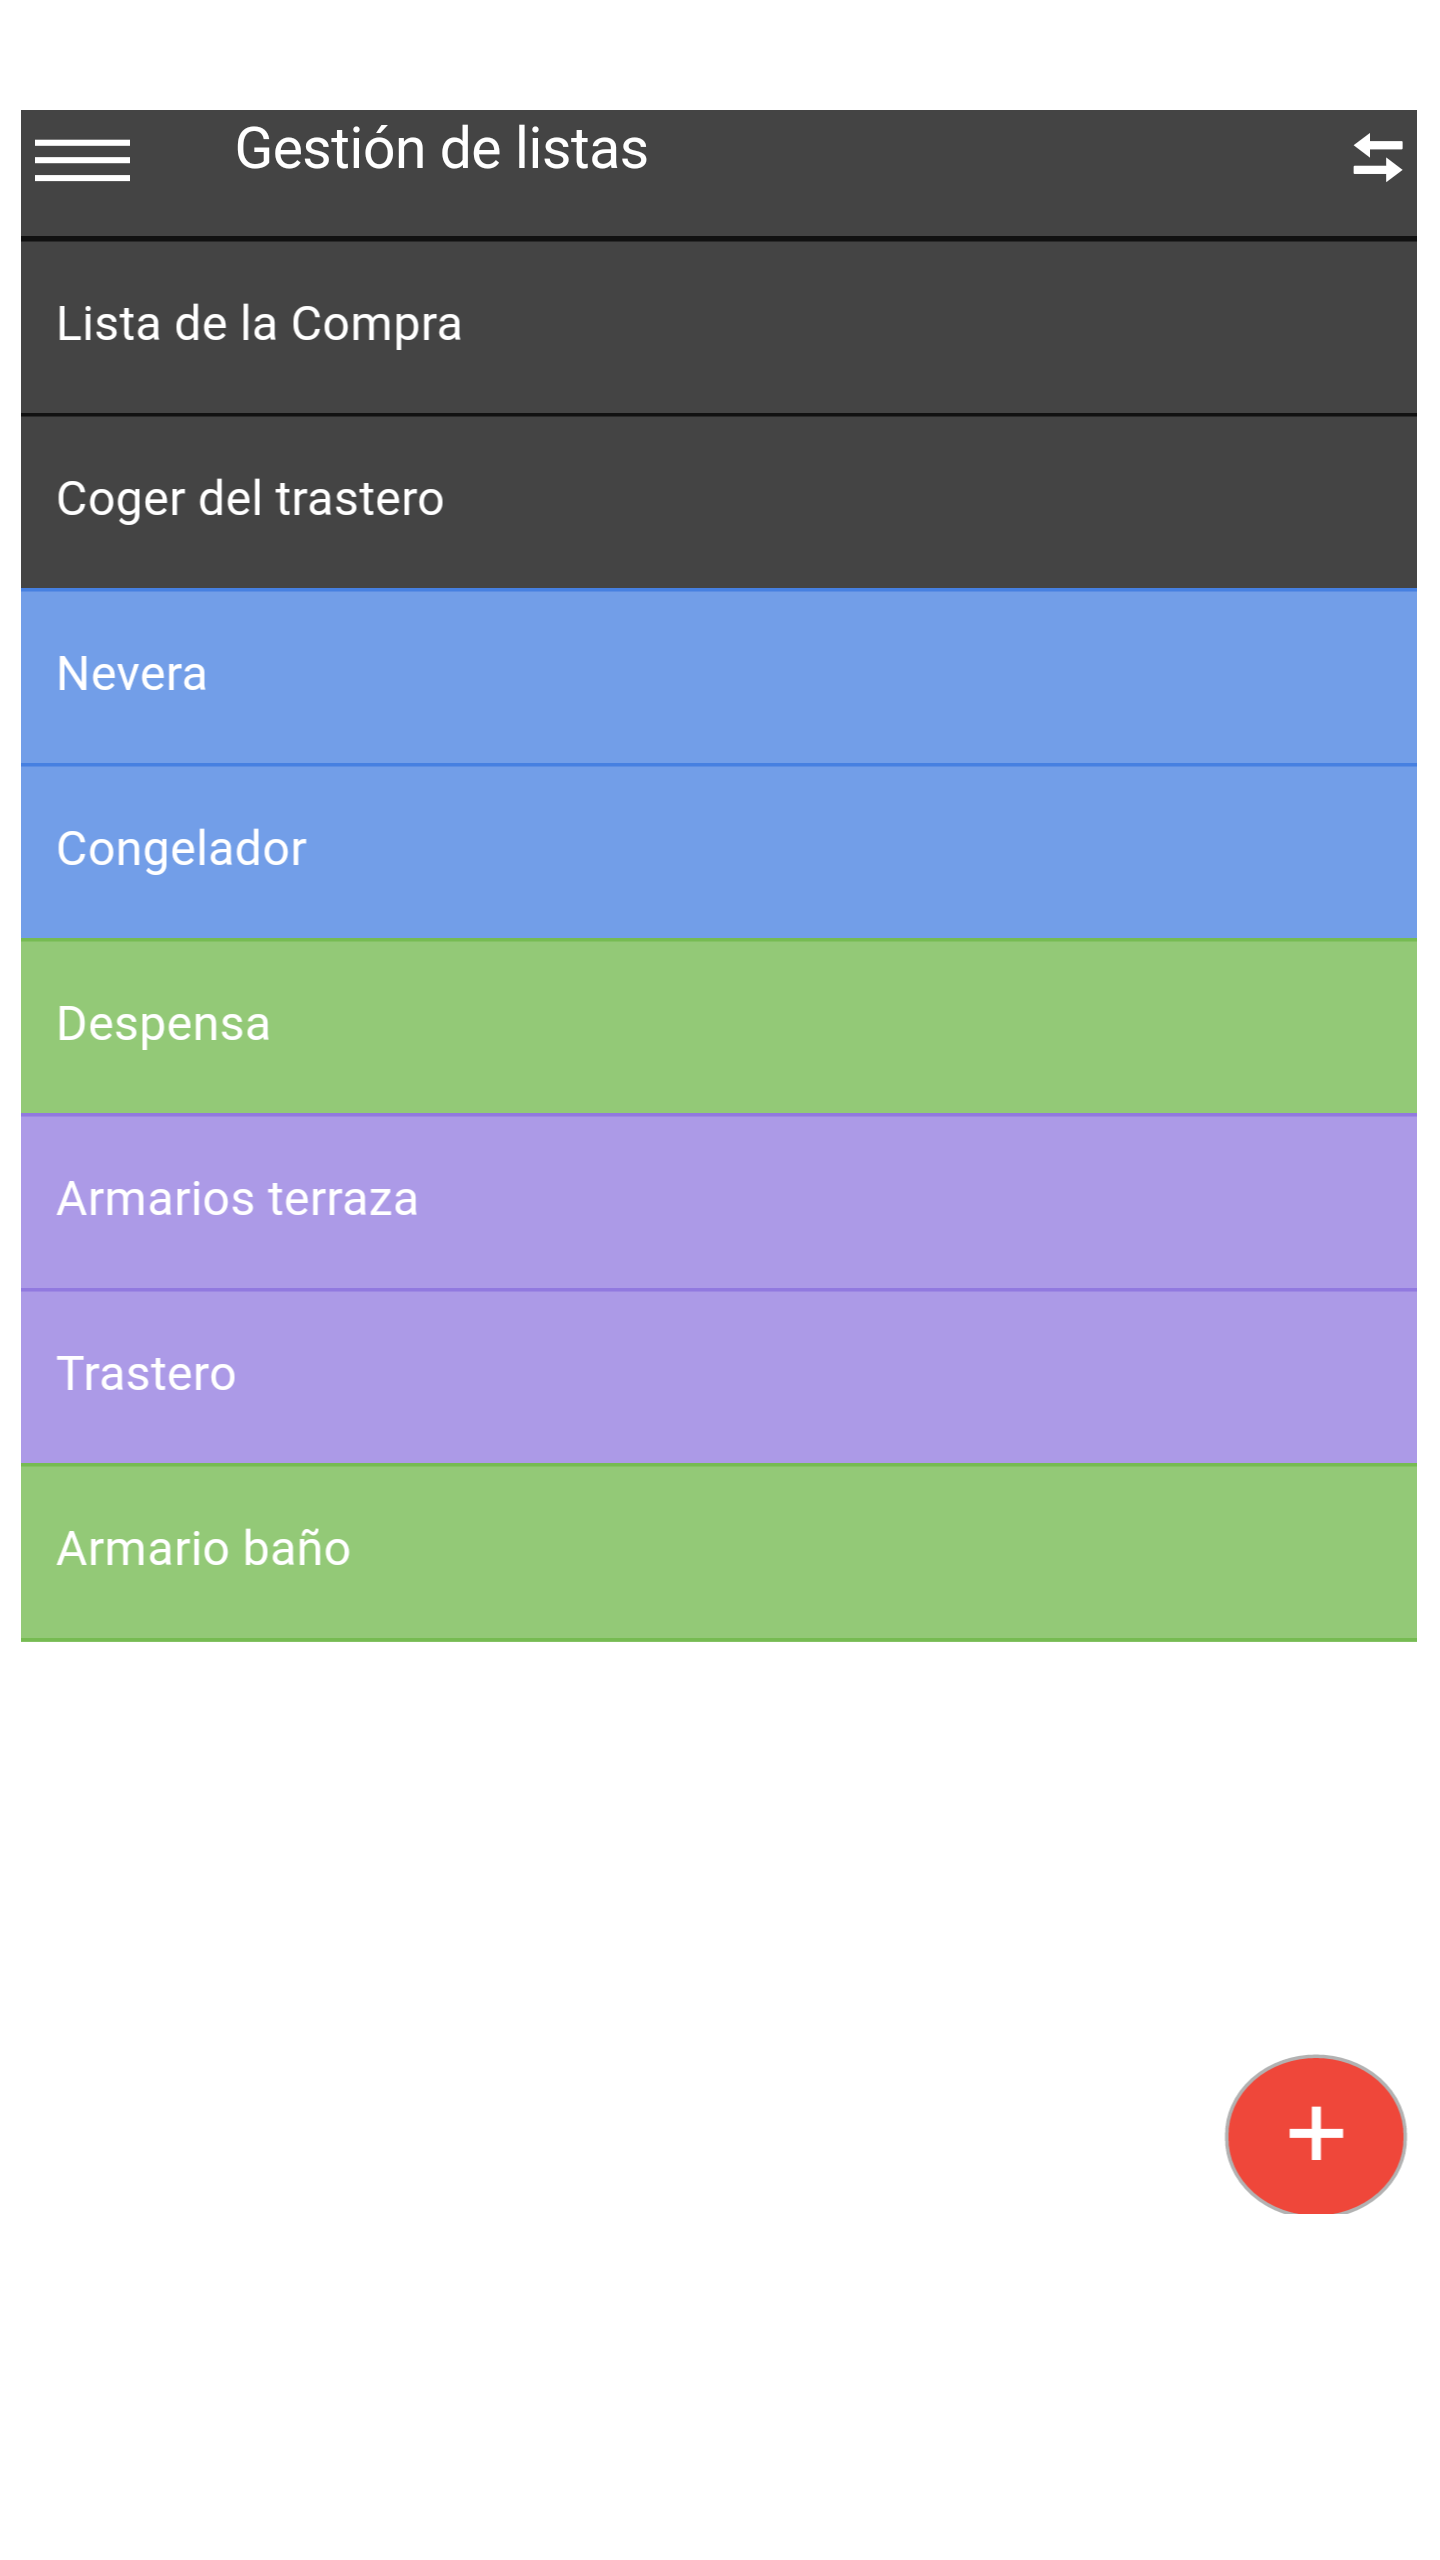 Gestión de listas
Lista de la Compra
Coger del trastero
Nevera
Congelador
Despensa
Armarios terraza
Trastero
Armario baño
+